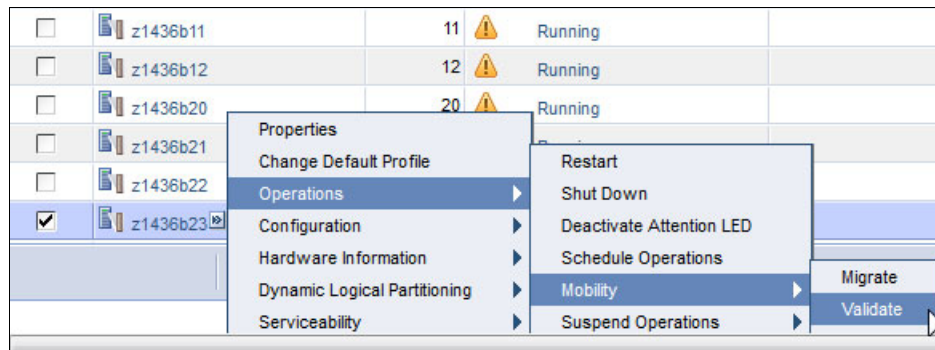 z1436b11 11 Running
z1436b12 12 Running
z1436b20 20 Running
z1436b21
z1436b22
z1436b23
Properties
Change Default Profile
Operations
Configuration
Hardware Information
Dynamic Logical Partitioning
Serviceability
Restart
Shut Down
Deactivate Attention LED
Schedule Operations
Mobility
Suspend Operations
Migrate
Validate